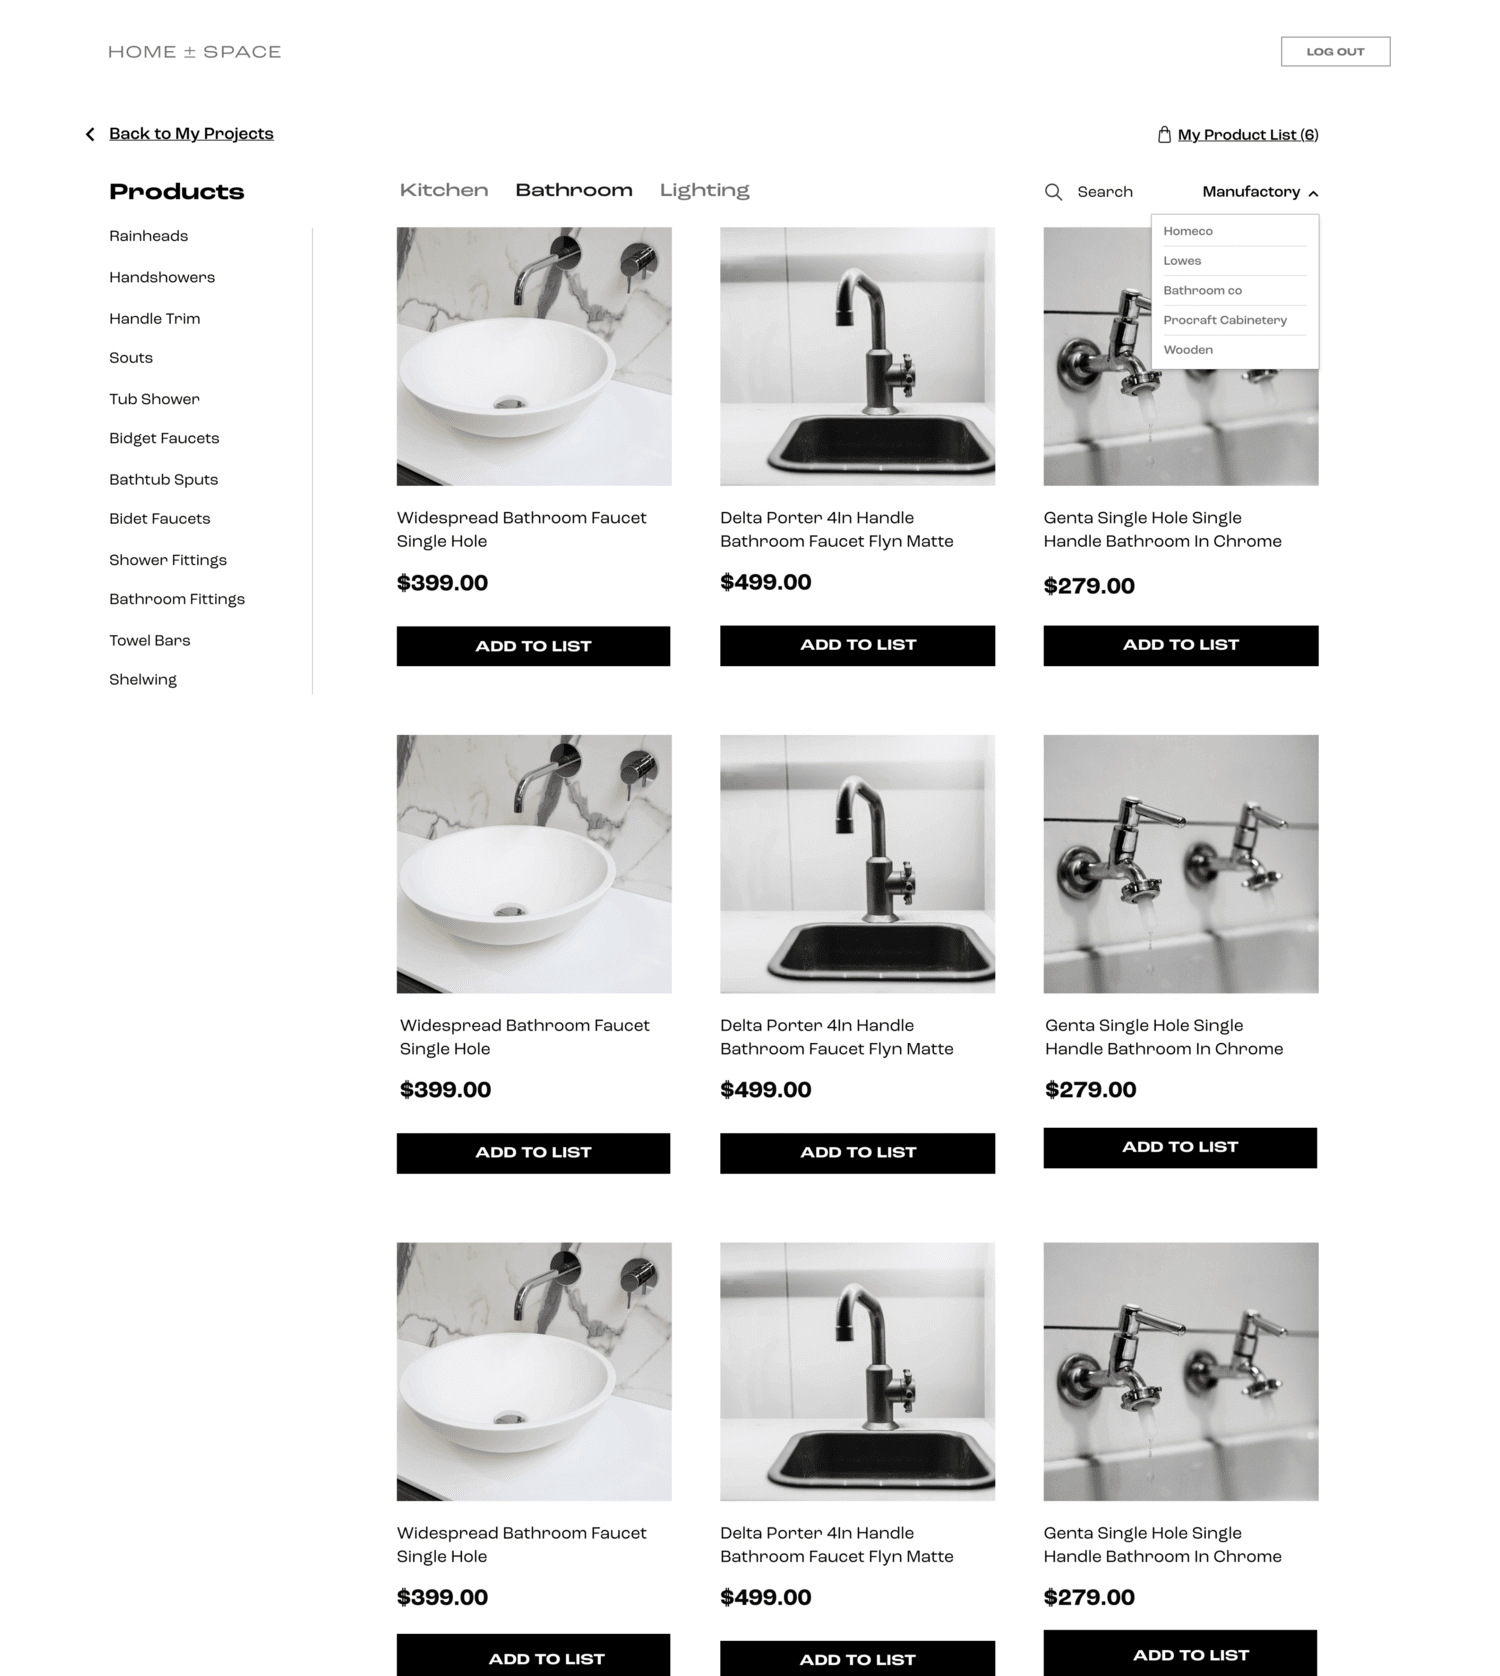 HOME ± SPACE
LOG OUT
Back to My Projects
My Product List (6)
Products
Kitchen
Bathroom
Lighting
Search
Manufactory
Homeco
Lowes
Bathroom co
Procraft Cabinetery
Wooden
Rainheads
Handshowers
Handle Trim
Souts
Tub Shower
Bidget Faucets
Bathtub Sputs
Bidet Faucets
Shower Fittings
Bathroom Fittings
Towel Bars
Shelwing
Widespread Bathroom Faucet
Single Hole
$399.00
ADD TO LIST
Delta Porter 4In Handle
Bathroom Faucet Flyn Matte
$499.00
ADD TO LIST
Genta Single Hole Single
Handle Bathroom In Chrome
$279.00
ADD TO LIST
Widespread Bathroom Faucet
Single Hole
$399.00
ADD TO LIST
Delta Porter 4In Handle
Bathroom Faucet Flyn Matte
$499.00
ADD TO LIST
Genta Single Hole Single
Handle Bathroom In Chrome
$279.00
ADD TO LIST
Widespread Bathroom Faucet
Single Hole
$399.00
ADD TO LIST
Delta Porter 4In Handle
Bathroom Faucet Flyn Matte
$499.00
ADD TO LIST
Genta Single Hole Single
Handle Bathroom In Chrome
$279.00
ADD TO LIST